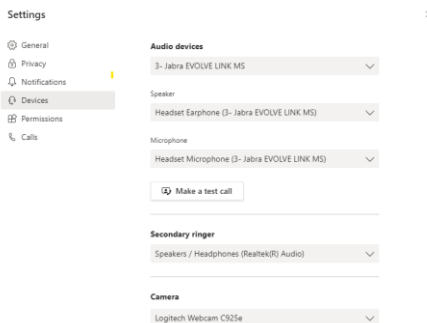 Settings
General
Privacy
Notifications
Devices
Permissions
Calls
Audio devices
3- Jabra EVOLVE LINK MS
Speaker
Headset Earphone (3- Jabra EVOLVE LINK MS)
Microphone
Headset Microphone (3- Jabra EVOLVE LINK MS)
Make a test call
Secondary ringer
Speakers / Headphones (Realtek(R) Audio)
Camera
Logitech Webcam C925e